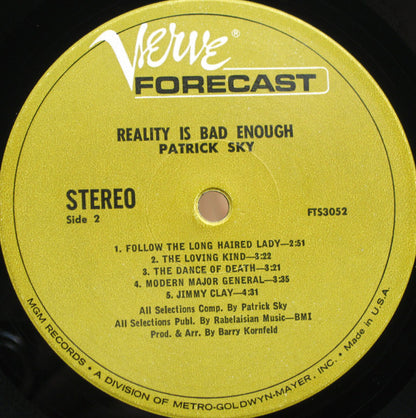 Verve®
FORECAST
REALITY IS BAD ENOUGH
PATRICK SKY
STEREO
Side 2
FTS3052
1. FOLLOW THE LONG HAIRED LADY—2:51
2. THE LOVING KIND—3:22
3. THE DANCE OF DEATH—3:21
4. MODERN MAJOR GENERAL—3:35
5. JIMMY CLAY—4:31
All Selections Comp. By Patrick Sky
All Selections Publ. By Rabelaisian Music—BMI
Prod. & Arr. By Barry Kornfeld
MGM RECORDS • A DIVISION OF METRO-GOLDWYN-MAYER, INC. • Made in U.S.A.